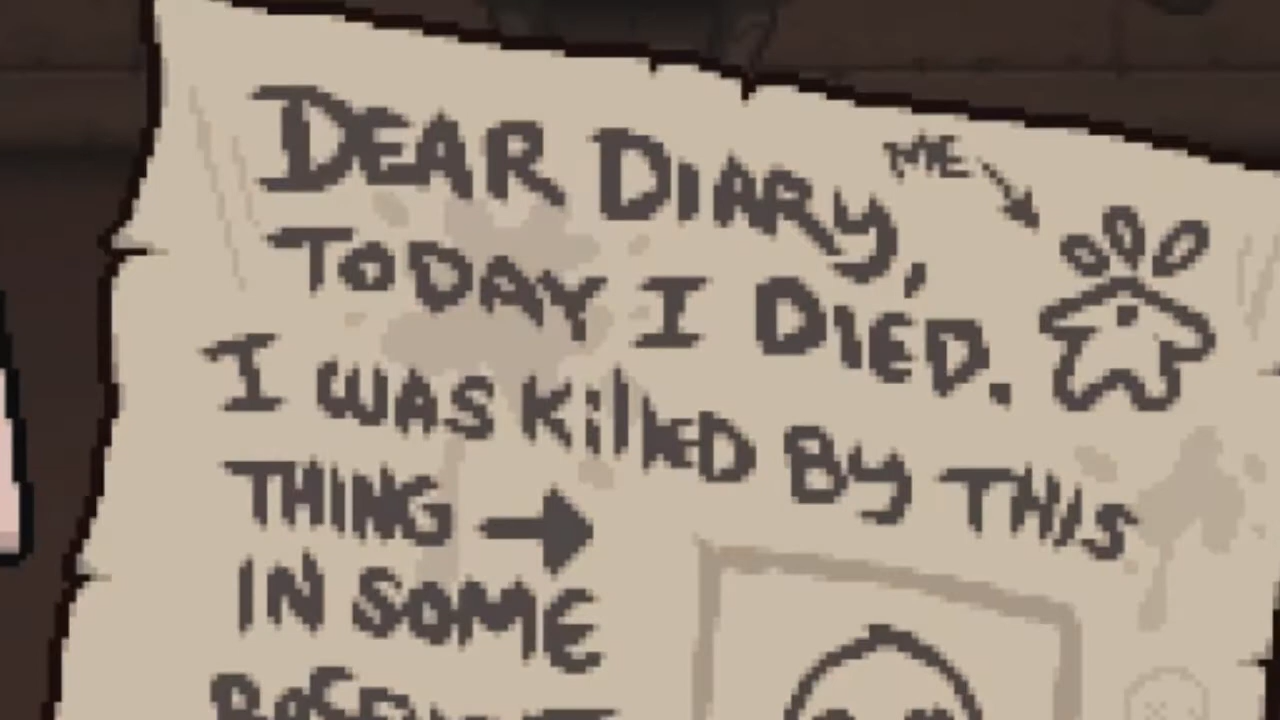 DEAR DIARY,
ME
TODAY I DIED.
I WAS KillED BY THIS
THING
IN SOME